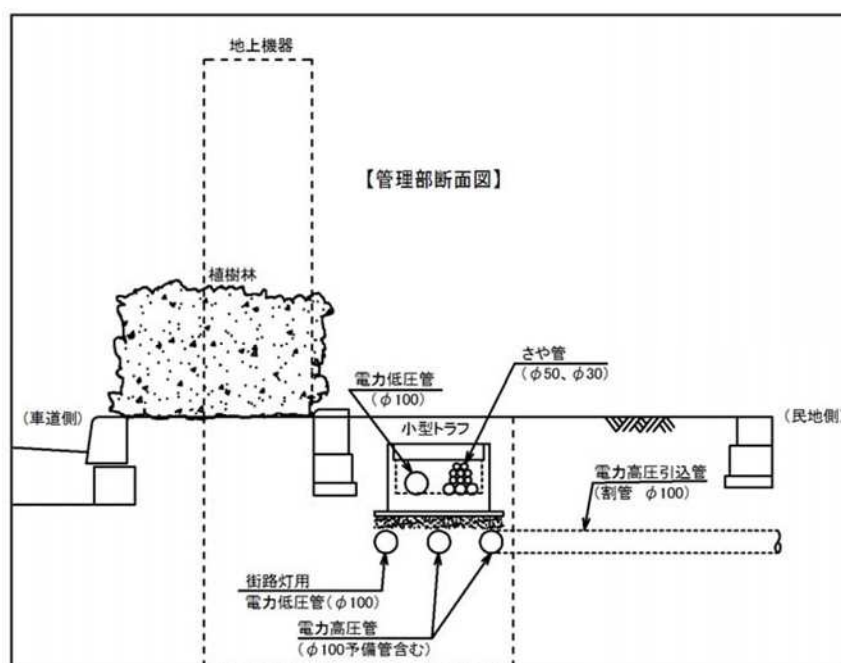 地上機器
【管理部断面図】
植樹林
さや管
(φ50、φ30)
電力低圧管
(φ100)
(車道側)
小型トラフ
(民地側)
電力高圧引込管
(割管 φ100)
街路灯用
電力低圧管(φ100)
電力高圧管
(φ100予備管含む)